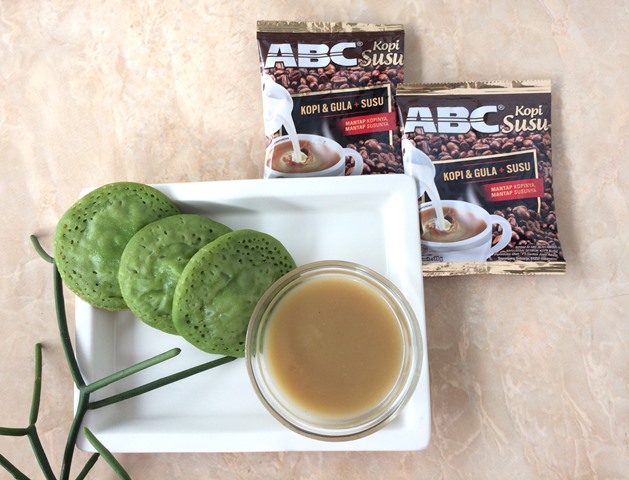 ABC® Kopi
Susu
KOPI & GULA + SUSU
MANTAP KOPINYA,
MANTAP SUSUNYA
ABC® Kopi
Susu
KOPI & GULA + SUSU
MANTAP KOPINYA,
MANTAP SUSUNYA